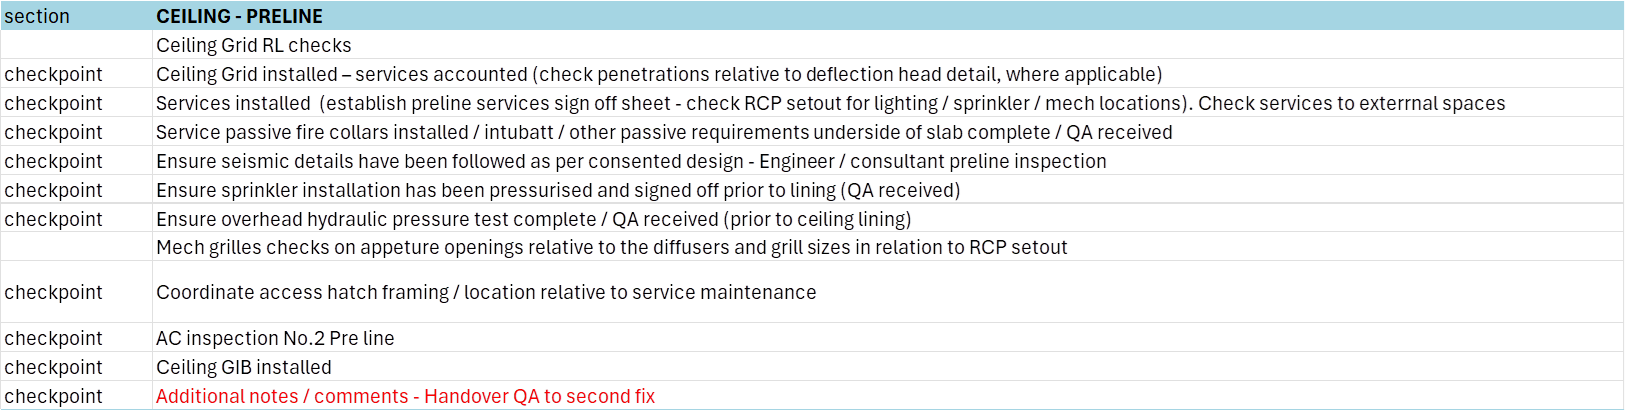 section CEILING - PRELINE
Ceiling Grid RL checks
checkpoint Ceiling Grid installed – services accounted (check penetrations relative to deflection head detail, where applicable)
checkpoint Services installed  (establish preline services sign off sheet - check RCP setout for lighting / sprinkler / mech locations). Check services to exterrnal spaces
checkpoint Service passive fire collars installed / intubatt / other passive requirements underside of slab complete / QA received
checkpoint Ensure seismic details have been followed as per consented design - Engineer / consultant preline inspection
checkpoint Ensure sprinkler installation has been pressurised and signed off prior to lining (QA received)
checkpoint Ensure overhead hydraulic pressure test complete / QA received (prior to ceiling lining)
Mech grilles checks on appeture openings relative to the diffusers and grill sizes in relation to RCP setout
checkpoint Coordinate access hatch framing / location relative to service maintenance
checkpoint AC inspection No.2 Pre line
checkpoint Ceiling GIB installed
checkpoint Additional notes / comments - Handover QA to second fix